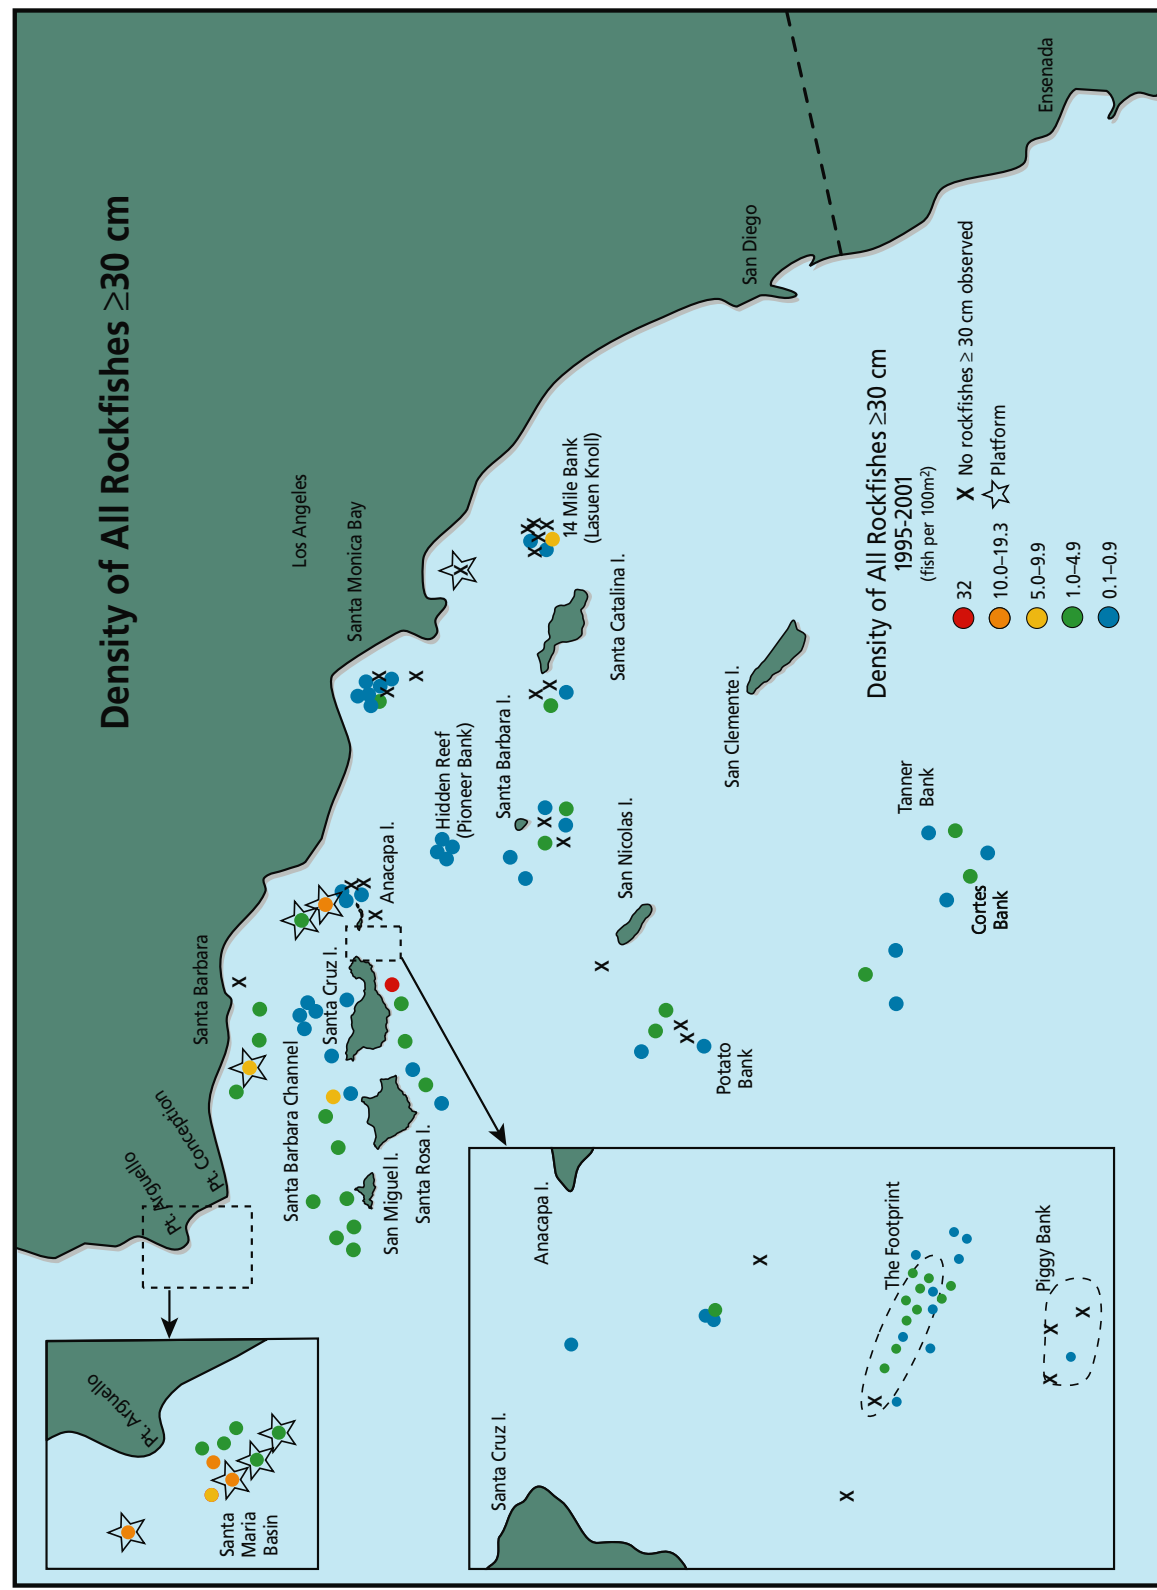 Density of All Rockfishes ≥30 cm
Pt. Arguello
Pt. Conception
Santa Barbara
Santa Barbara Channel
Santa Cruz I.
San Miguel I.
Santa Rosa I.
Anacapa I.
Los Angeles
Santa Monica Bay
Hidden Reef
(Pioneer Bank)
Santa Barbara I.
14 Mile Bank
(Lasuen Knoll)
Santa Catalina I.
San Nicolas I.
San Clemente I.
San Diego
Ensenada
Potato
Bank
Tanner
Bank
Cortes
Bank
Pt. Arguello
Santa
Maria
Basin
Santa Cruz I.
Anacapa I.
The Footprint
Piggy Bank
Density of All Rockfishes ≥30 cm
1995-2001
(fish per 100m²)
32
10.0–19.3
5.0–9.9
1.0–4.9
0.1–0.9
X No rockfishes ≥ 30 cm observed
Platform